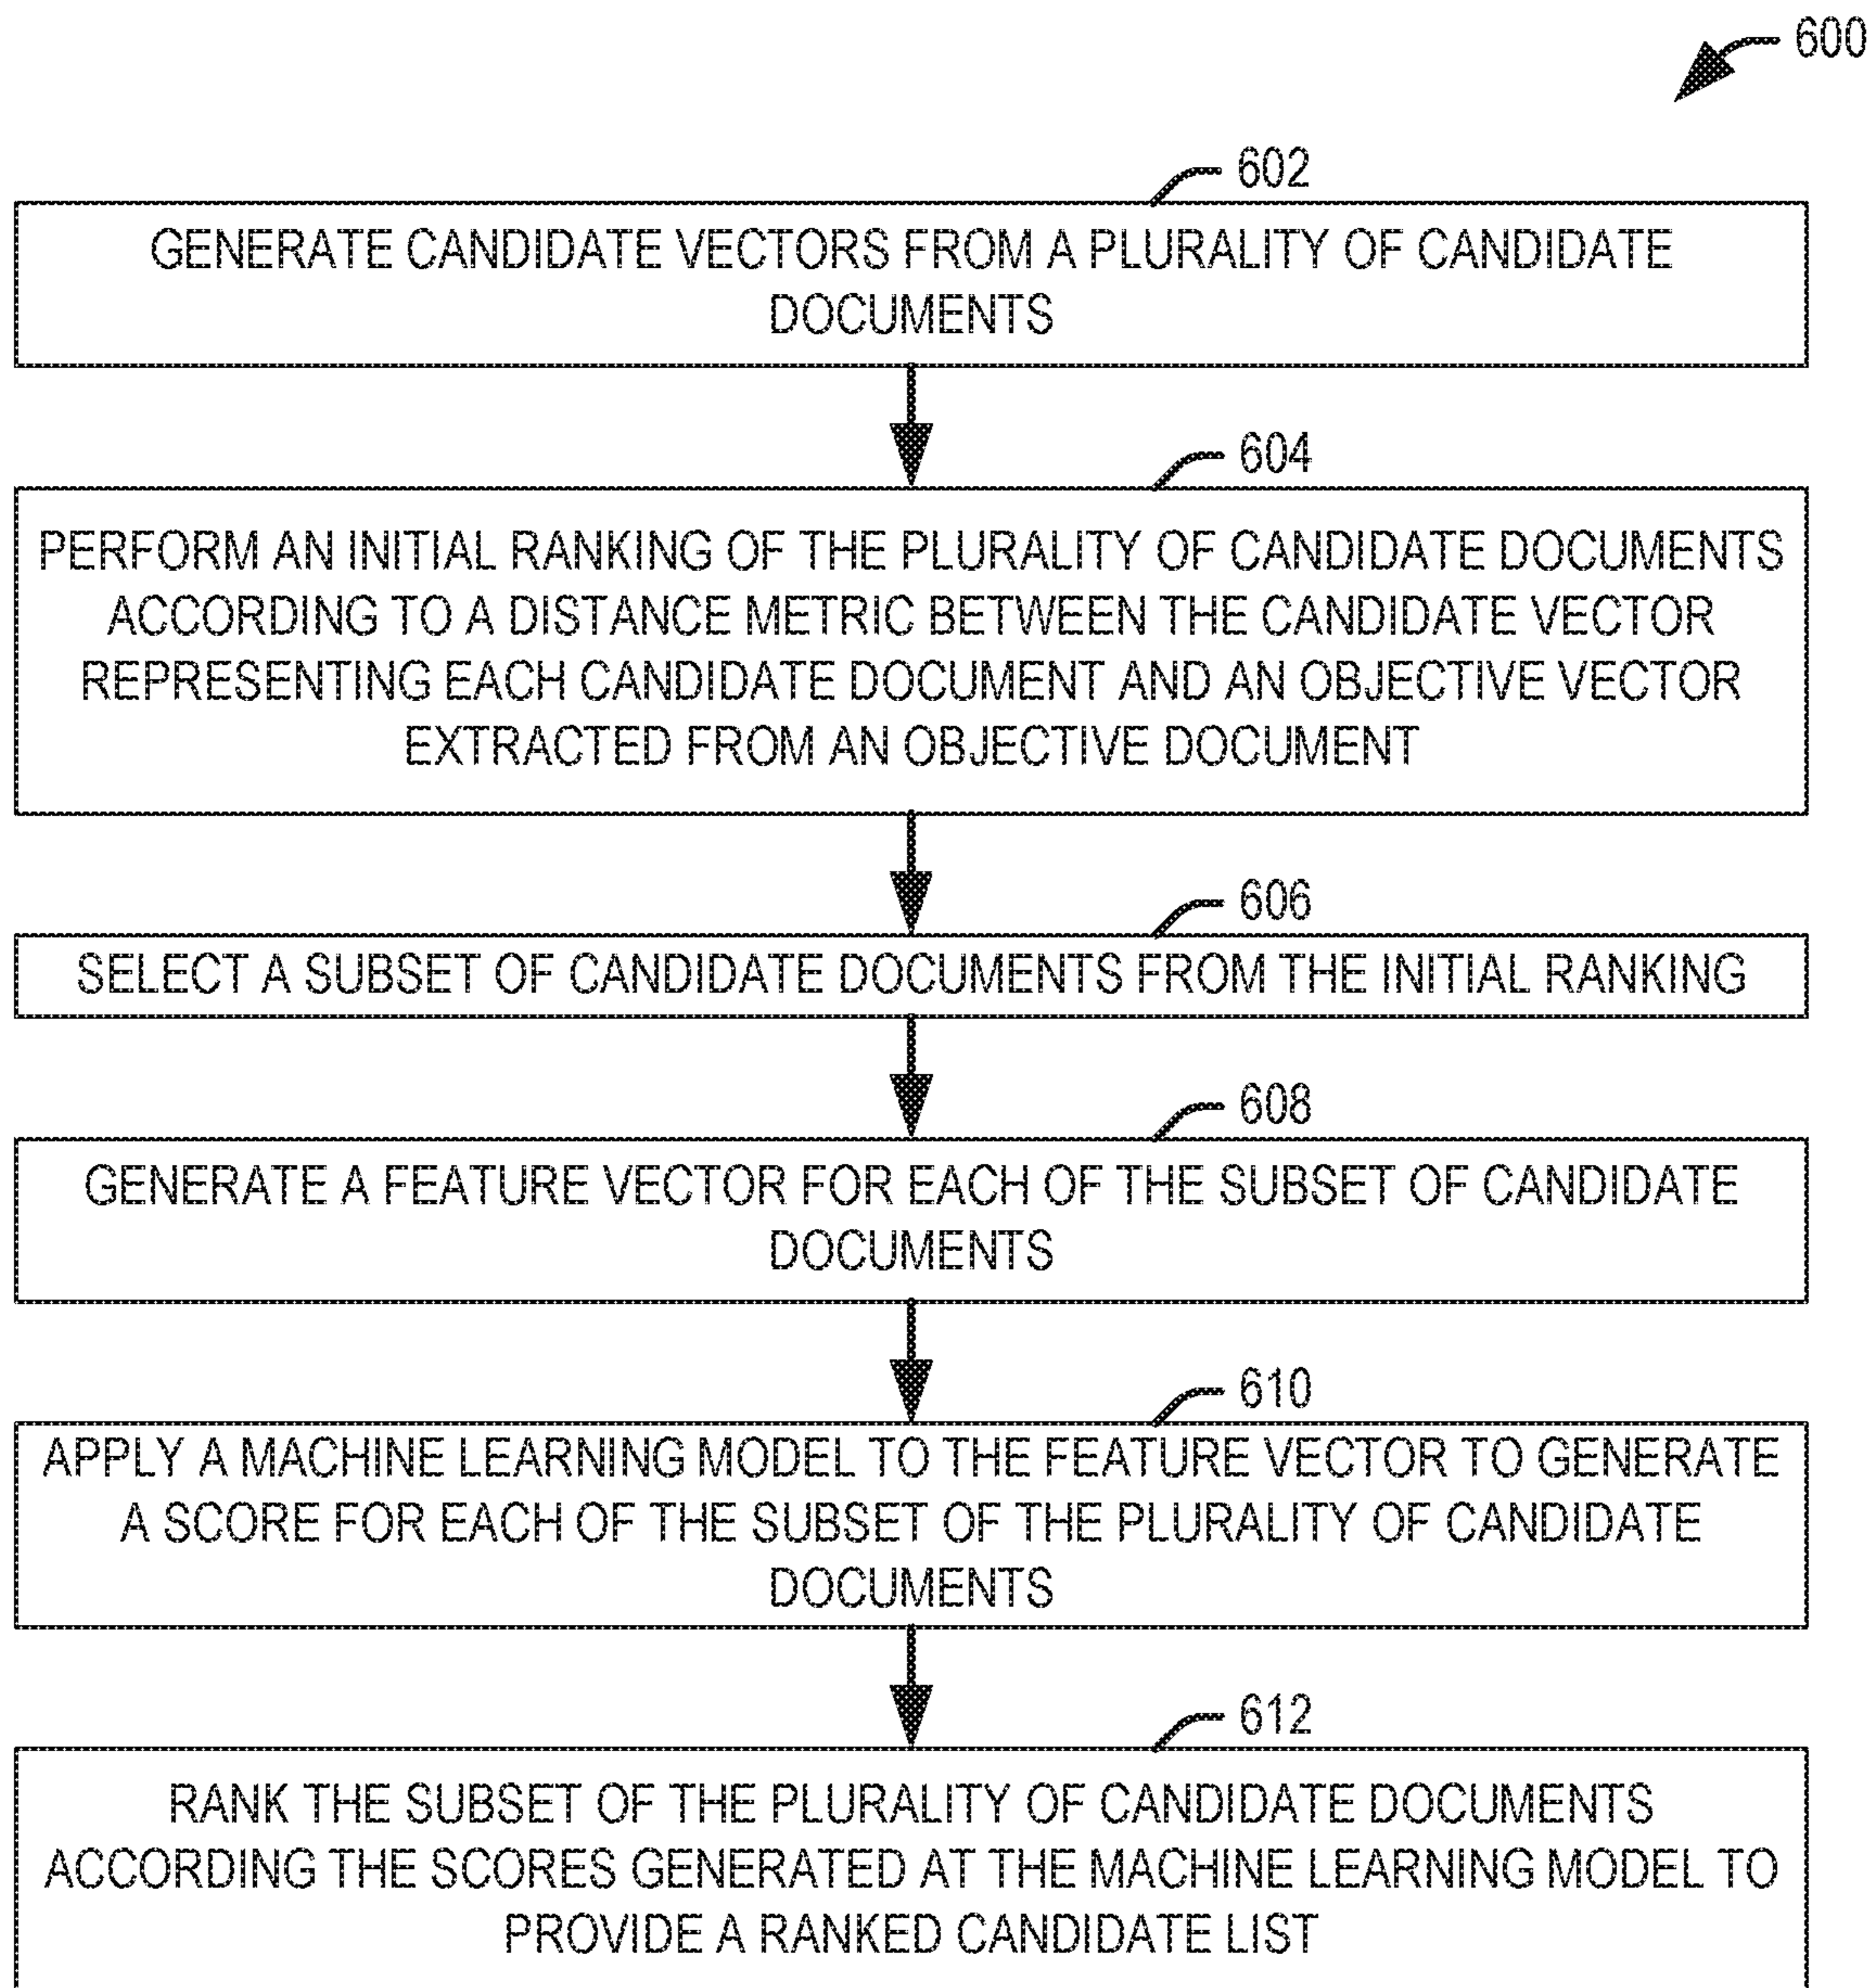 600
602
GENERATE CANDIDATE VECTORS FROM A PLURALITY OF CANDIDATE
DOCUMENTS
604
PERFORM AN INITIAL RANKING OF THE PLURALITY OF CANDIDATE DOCUMENTS
ACCORDING TO A DISTANCE METRIC BETWEEN THE CANDIDATE VECTOR
REPRESENTING EACH CANDIDATE DOCUMENT AND AN OBJECTIVE VECTOR
EXTRACTED FROM AN OBJECTIVE DOCUMENT
606
SELECT A SUBSET OF CANDIDATE DOCUMENTS FROM THE INITIAL RANKING
608
GENERATE A FEATURE VECTOR FOR EACH OF THE SUBSET OF CANDIDATE
DOCUMENTS
610
APPLY A MACHINE LEARNING MODEL TO THE FEATURE VECTOR TO GENERATE
A SCORE FOR EACH OF THE SUBSET OF THE PLURALITY OF CANDIDATE
DOCUMENTS
612
RANK THE SUBSET OF THE PLURALITY OF CANDIDATE DOCUMENTS
ACCORDING THE SCORES GENERATED AT THE MACHINE LEARNING MODEL TO
PROVIDE A RANKED CANDIDATE LIST